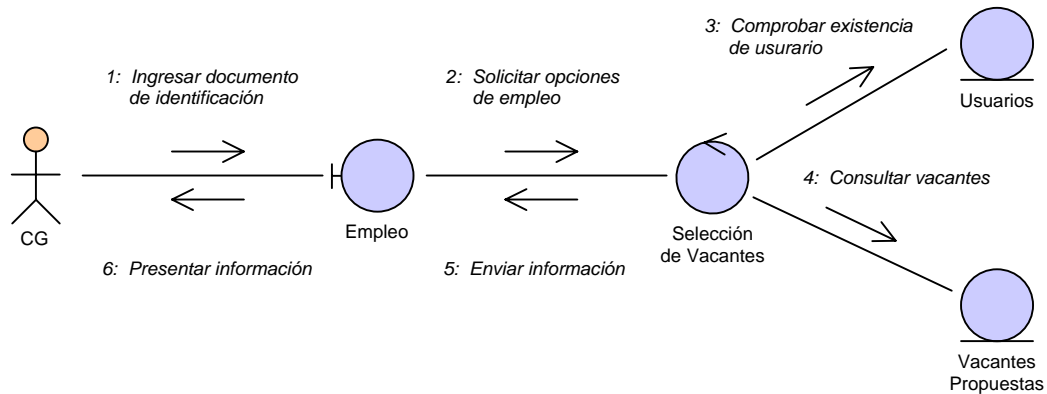 3: Comprobar existencia
de usurario
1: Ingresar documento
de identificación
2: Solicitar opciones
de empleo
Usuarios
4: Consultar vacantes
CG
Empleo
Selección
de Vacantes
6: Presentar información
5: Enviar información
Vacantes
Propuestas